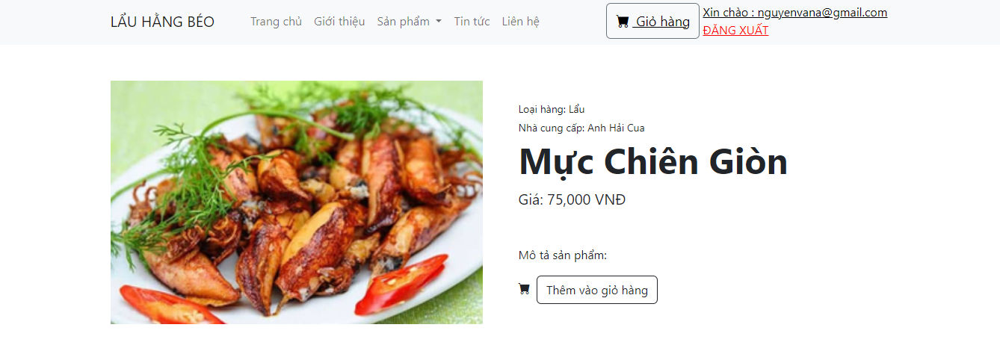 LẨU HẰNG BÉO
Trang chủ Giới thiệu Sản phẩm Tin tức Liên hệ
Giỏ hàng
Xin chào : nguyenvana@gmail.com
ĐĂNG XUẤT
Loại hàng: Lẩu
Nhà cung cấp: Anh Hải Cua
Mực Chiên Giòn
Giá: 75,000 VNĐ
Mô tả sản phẩm:
Thêm vào giỏ hàng